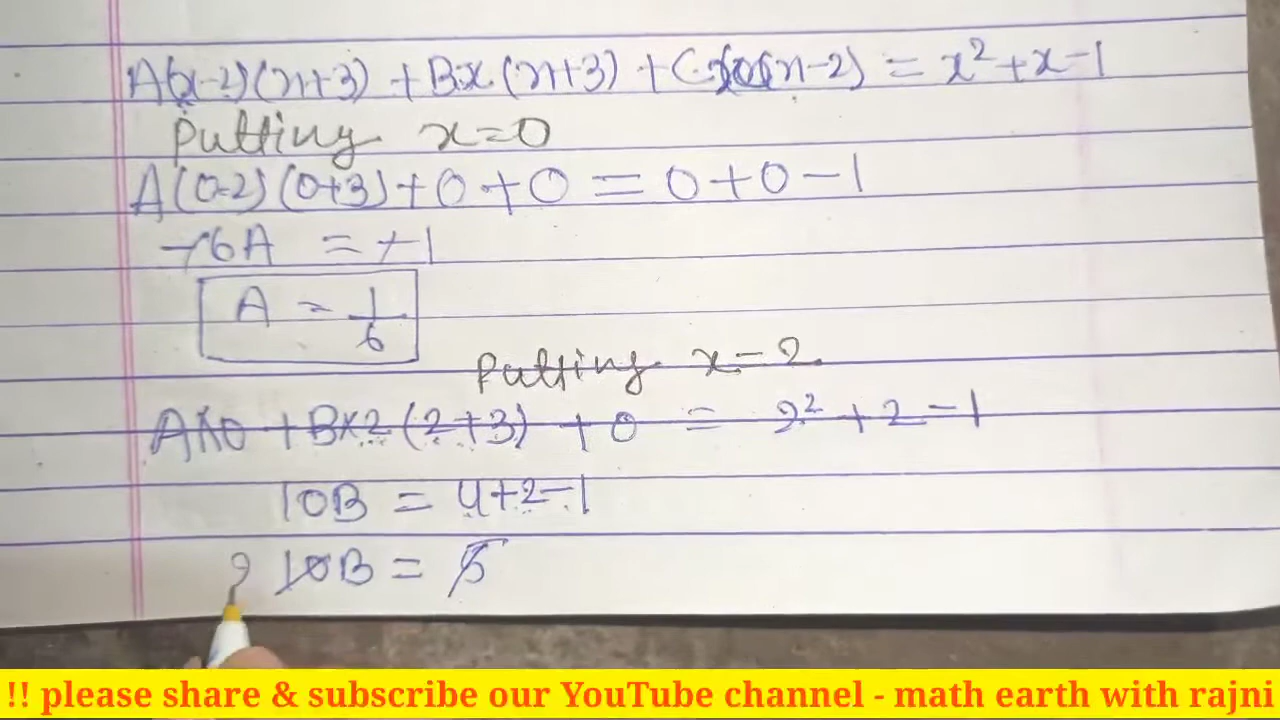 A(x-2)(x+3) + Bx.(x+3) + C.x(x-2) = x²+x-1
Putting x=0
A(0-2)(0+3)+0+0 = 0+0-1
-6A = -1
A = 1/6
Putting x=2.
A×0 + B×2(2+3) + 0 = 2²+2-1
10B = 4+2-1
2 10B = 5
!! please share & subscribe our YouTube channel - math earth with rajni